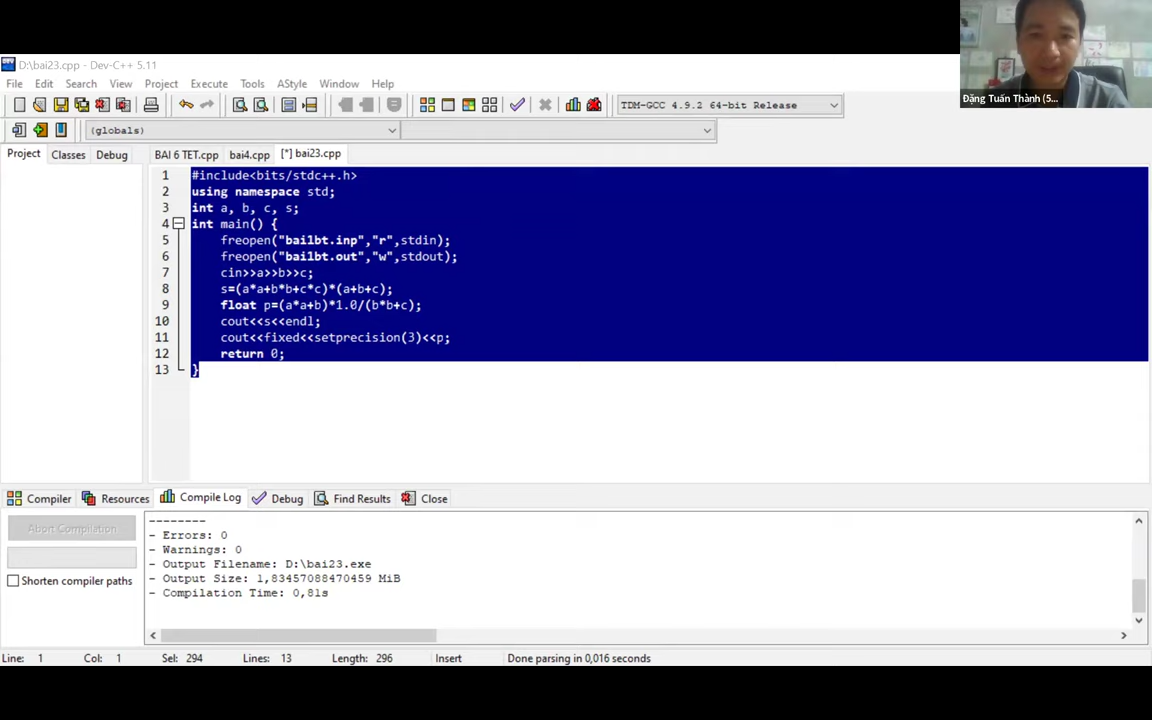 D:\bai23.cpp - Dev-C++ 5.11
File Edit Search View Project Execute Tools AStyle Window Help
TDM-GCC 4.9.2 64-bit Release
(globals)
Project Classes Debug
BAI 6 TET.cpp bai4.cpp [*] bai23.cpp
1 #include<bits/stdc++.h>
2 using namespace std;
3 int a, b, c, s;
4 int main() {
5 freopen("bai1bt.inp","r",stdin);
6 freopen("bai1bt.out","w",stdout);
7 cin>>a>>b>>c;
8 s=(a*a+b*b+c*c)*(a+b+c);
9 float p=(a*a+b)*1.0/(b*b+c);
10 cout<<s<<endl;
11 cout<<fixed<<setprecision(3)<<p;
12 return 0;
13 }
Compiler Resources Compile Log Debug Find Results Close
Abort Compilation
Shorten compiler paths
--------
- Errors: 0
- Warnings: 0
- Output Filename: D:\bai23.exe
- Output Size: 1,83457088470459 MiB
- Compilation Time: 0,81s
Line: 1 Col: 1 Sel: 294 Lines: 13 Length: 296 Insert Done parsing in 0,016 seconds
Đặng Tuấn Thành (5...